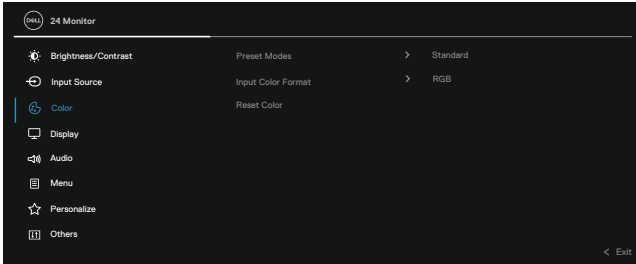 DELL 24 Monitor
Brightness/Contrast Preset Modes > Standard
Input Source Input Color Format > RGB
Color Reset Color
Display
Audio
Menu
Personalize
Others
< Exit